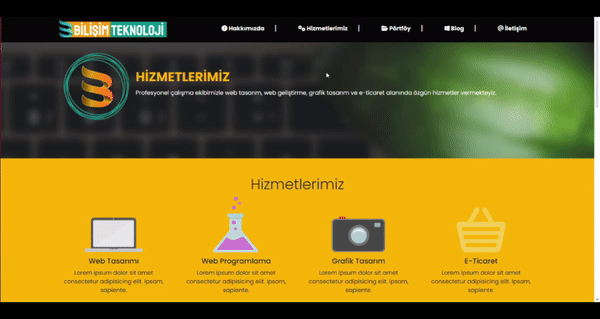 BİLİŞİM TEKNOLOJİ
Hakkımızda | Hizmetlerimiz | Pörtföy | Blog | İletişim
HİZMETLERİMİZ
Profesyonel çalışma ekibimizle web tasarım, web geliştirme, grafik tasarım ve e-ticaret alanında özgün hizmetler vermekteyiz.
Hizmetlerimiz
Web Tasarımı
Lorem ipsum dolor sit amet
consectetur adipisicing elit. Ipsam,
sapiente.
Web Programlama
Lorem ipsum dolor sit amet
consectetur adipisicing elit. Ipsam,
sapiente.
Grafik Tasarım
Lorem ipsum dolor sit amet
consectetur adipisicing elit. Ipsam,
sapiente.
E-Ticaret
Lorem ipsum dolor sit amet
consectetur adipisicing elit. Ipsam,
sapiente.